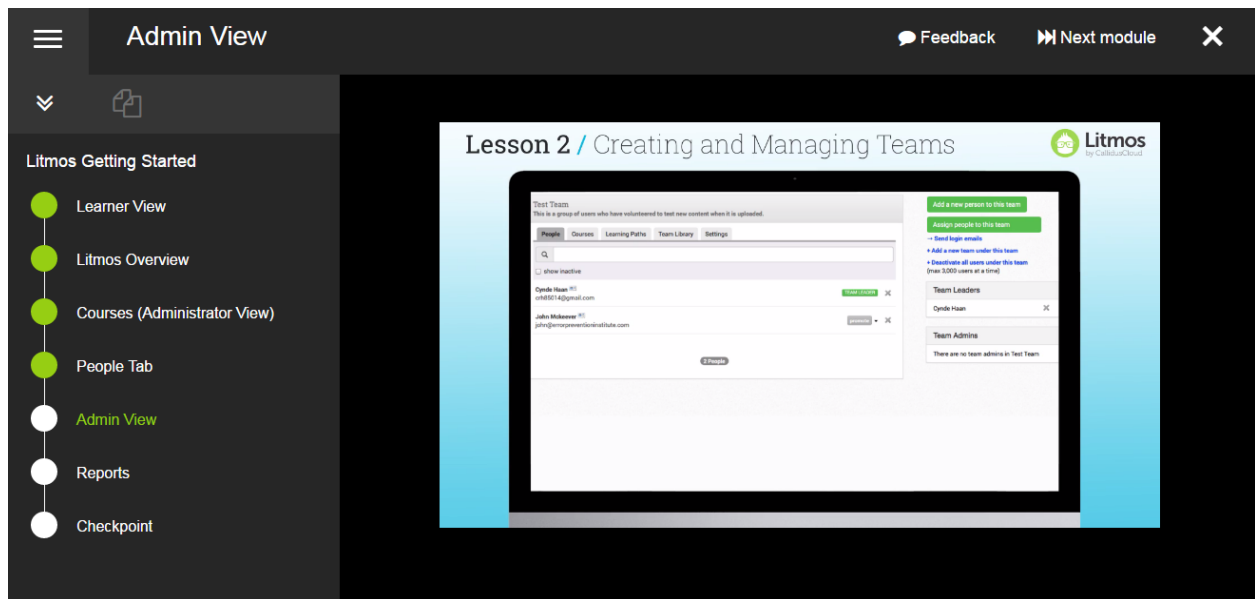 Admin View
Feedback
Next module
Litmos Getting Started
Learner View
Litmos Overview
Courses (Administrator View)
People Tab
Admin View
Reports
Checkpoint
Lesson 2 / Creating and Managing Teams
Litmos
by CallidusCloud
Test Team
This is a group of users who have volunteered to test new content when it is uploaded.
People Courses Learning Paths Team Library Settings
show inactive
Cynde Haan
crh85014@gmail.com
TEAM LEADER
John Mckeever
john@errorpreventioninstitute.com
promote
2 People
Add a new person to this team
Assign people to this team
→ Send login emails
+ Add a new team under this team
+ Deactivate all users under this team
(max 3,000 users at a time)
Team Leaders
Cynde Haan
Team Admins
There are no team admins in Test Team